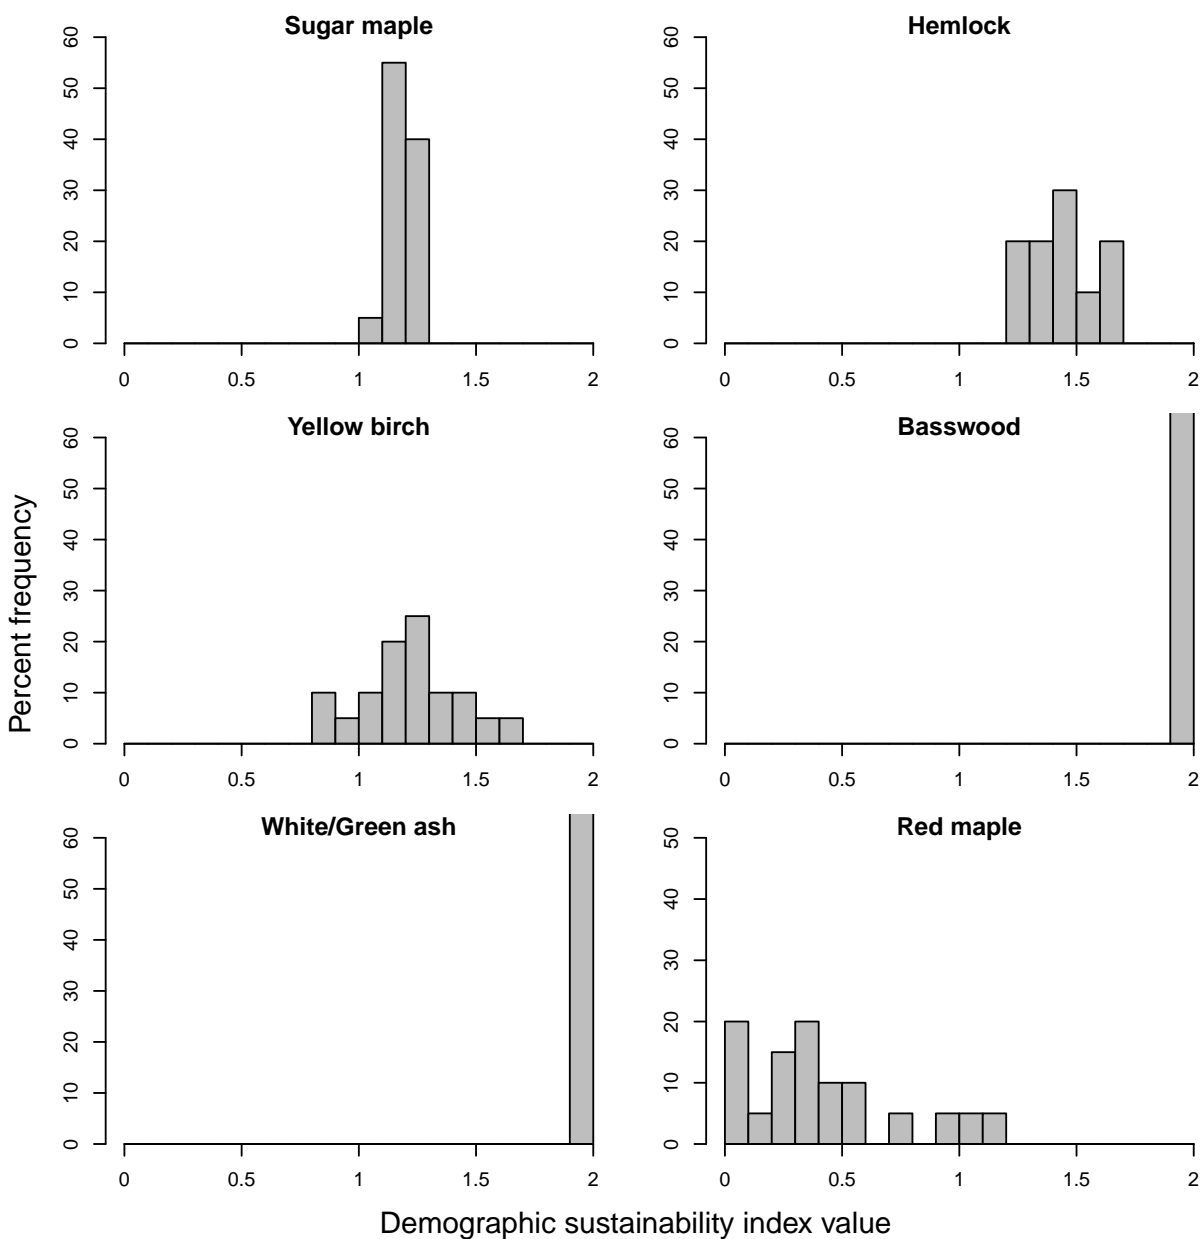 Sugar maple
60
50
40
30
20
10
0
0 0.5 1 1.5 2
Hemlock
60
50
40
30
20
10
0
0 0.5 1 1.5 2
Yellow birch
60
50
40
30
20
10
0
0 0.5 1 1.5 2
Basswood
60
50
40
30
20
10
0
0 0.5 1 1.5 2
Percent frequency
White/Green ash
60
50
40
30
20
10
0
0 0.5 1 1.5 2
Red maple
50
40
30
20
10
0
0 0.5 1 1.5 2
Demographic sustainability index value